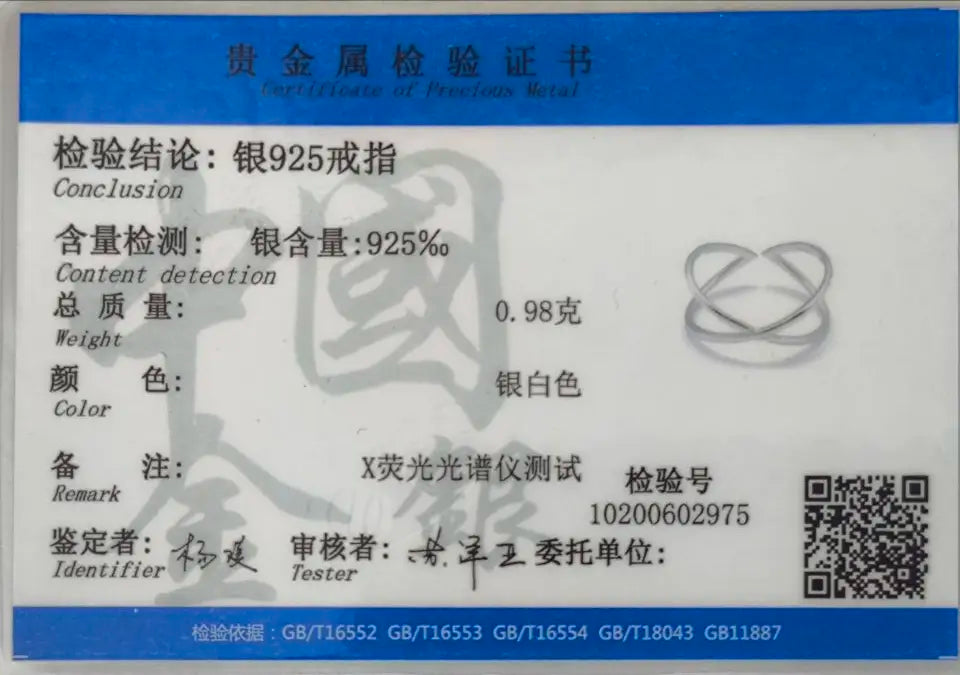 贵金属检验证书
Certificate of Precious Metal
检验结论: 银925戒指
Conclusion
含量检测: 银含量:925‰
Content detection
总质量: 0.98克
Weight
颜 色: 银白色
Color
备 注: X荧光光谱仪测试
Remark
检验号
10200602975
鉴定者: 审核者: 委托单位:
Identifier Tester
检验依据:GB/T16552 GB/T16553 GB/T16554 GB/T18043 GB11887
中國
金銀